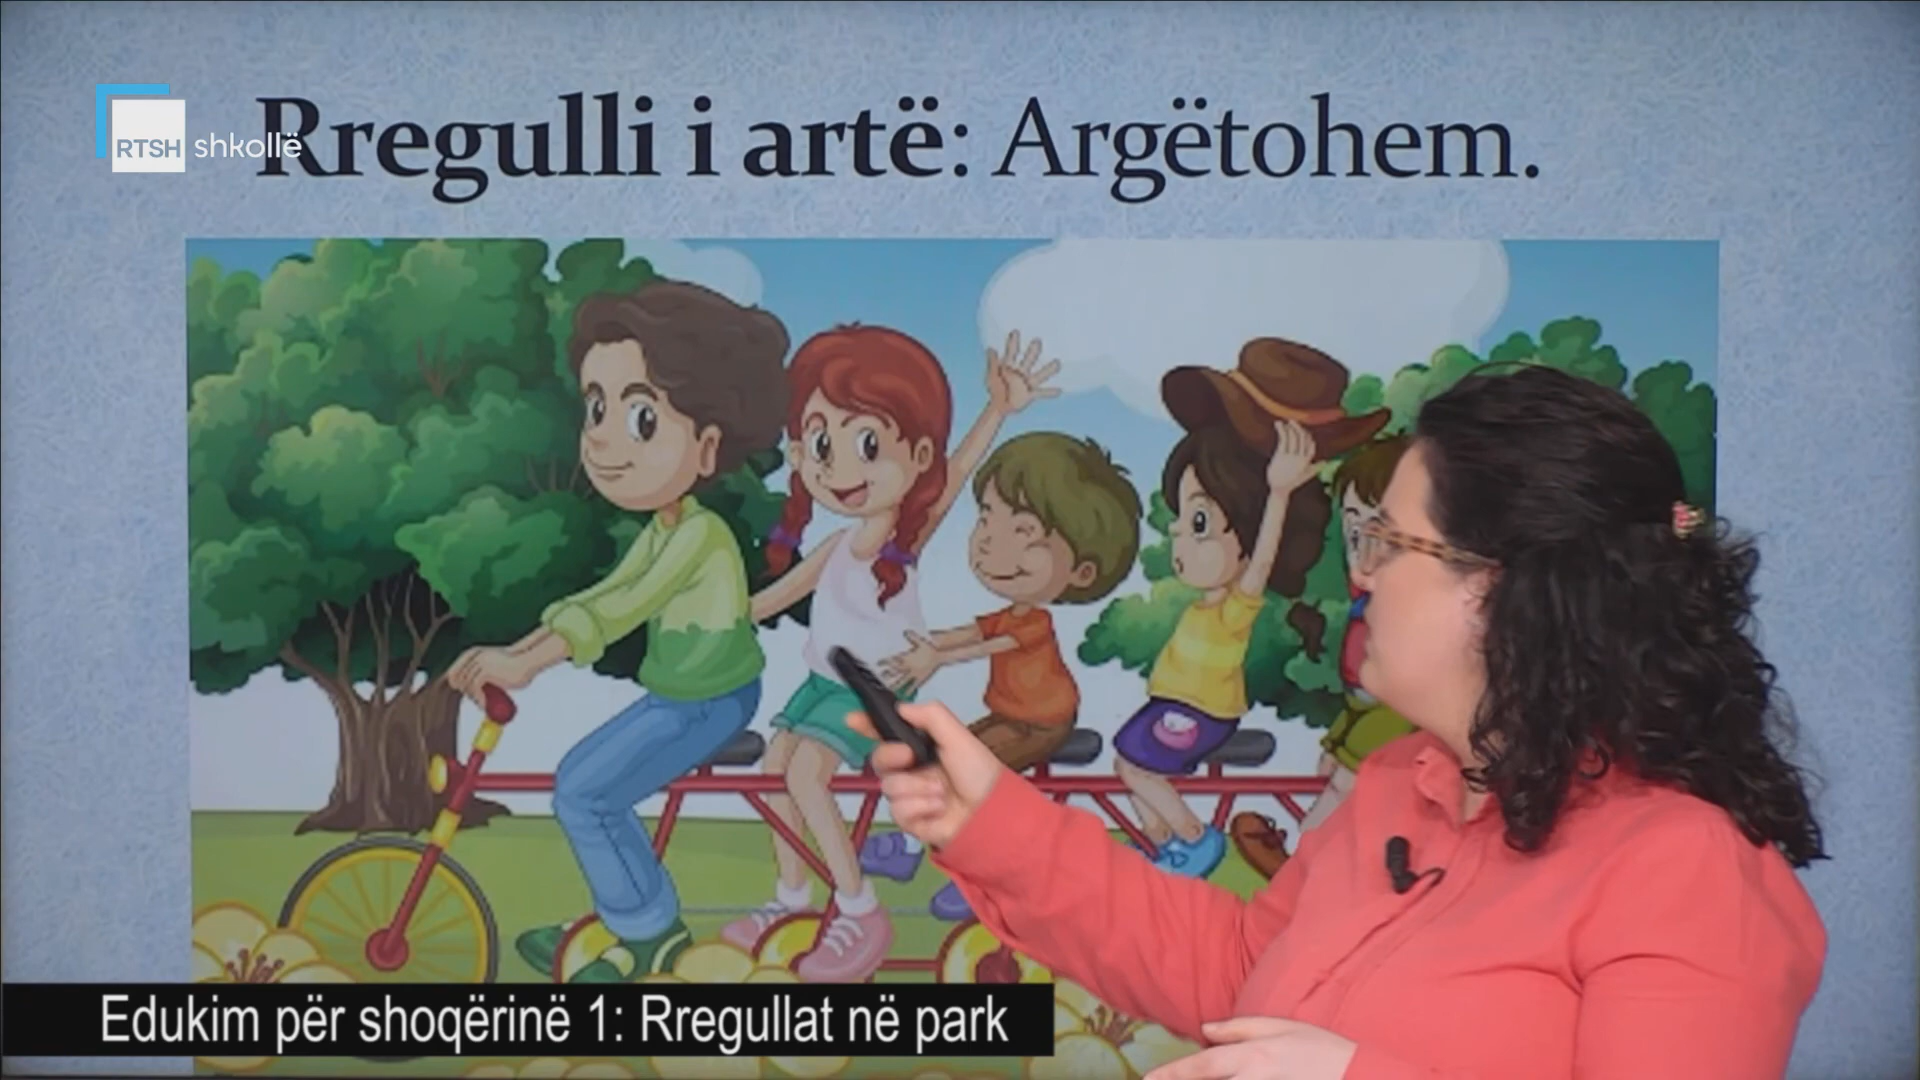 Rregulli i artë: Argëtohem.
RTSH shkollë
Edukim për shoqërinë 1: Rregullat në park